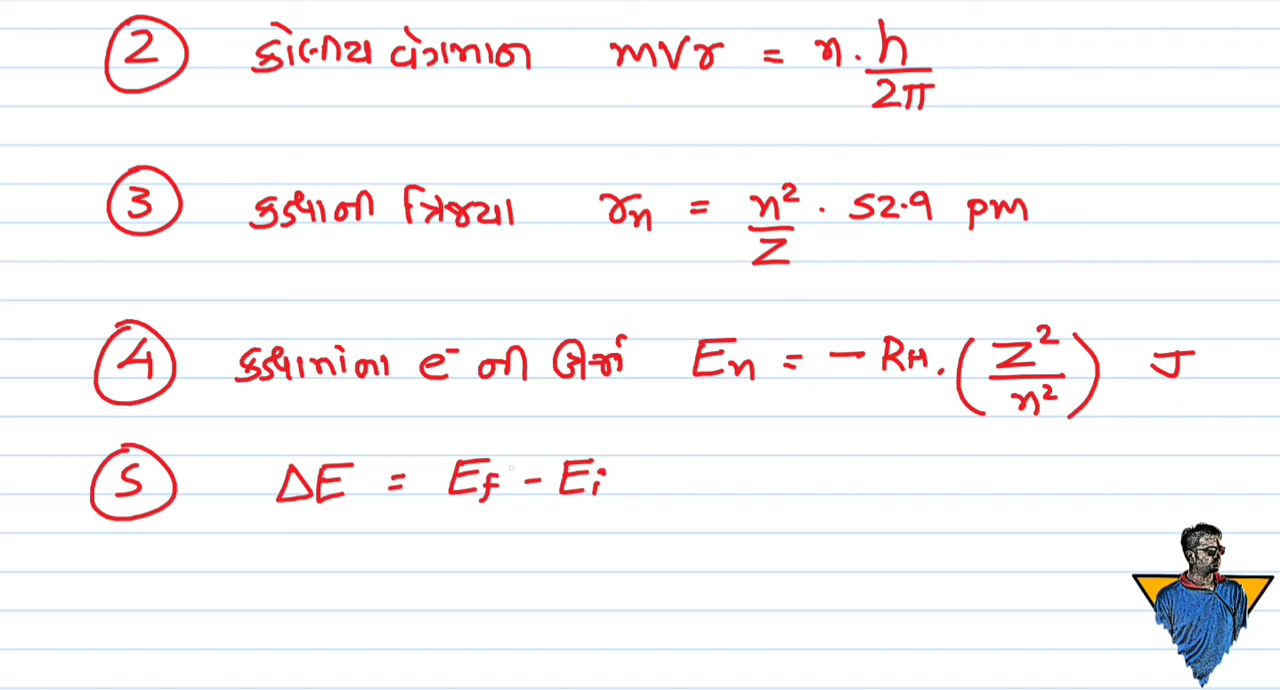 2 કોણીય વેગમાન mvr = n. h/2π
3 કક્ષાની ત્રિજ્યા rn = n²/Z . 52.9 pm
4 કક્ષામાંના e⁻ ની ઊર્જા En = - RH. (Z²/n²) J
5 ΔE = Ef - Ei